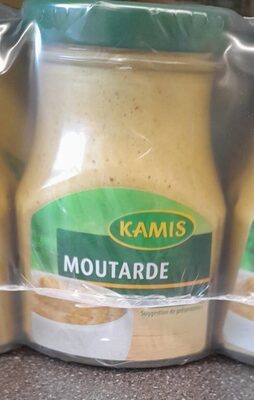 KAMIS
MOUTARDE
Suggestion de présentation